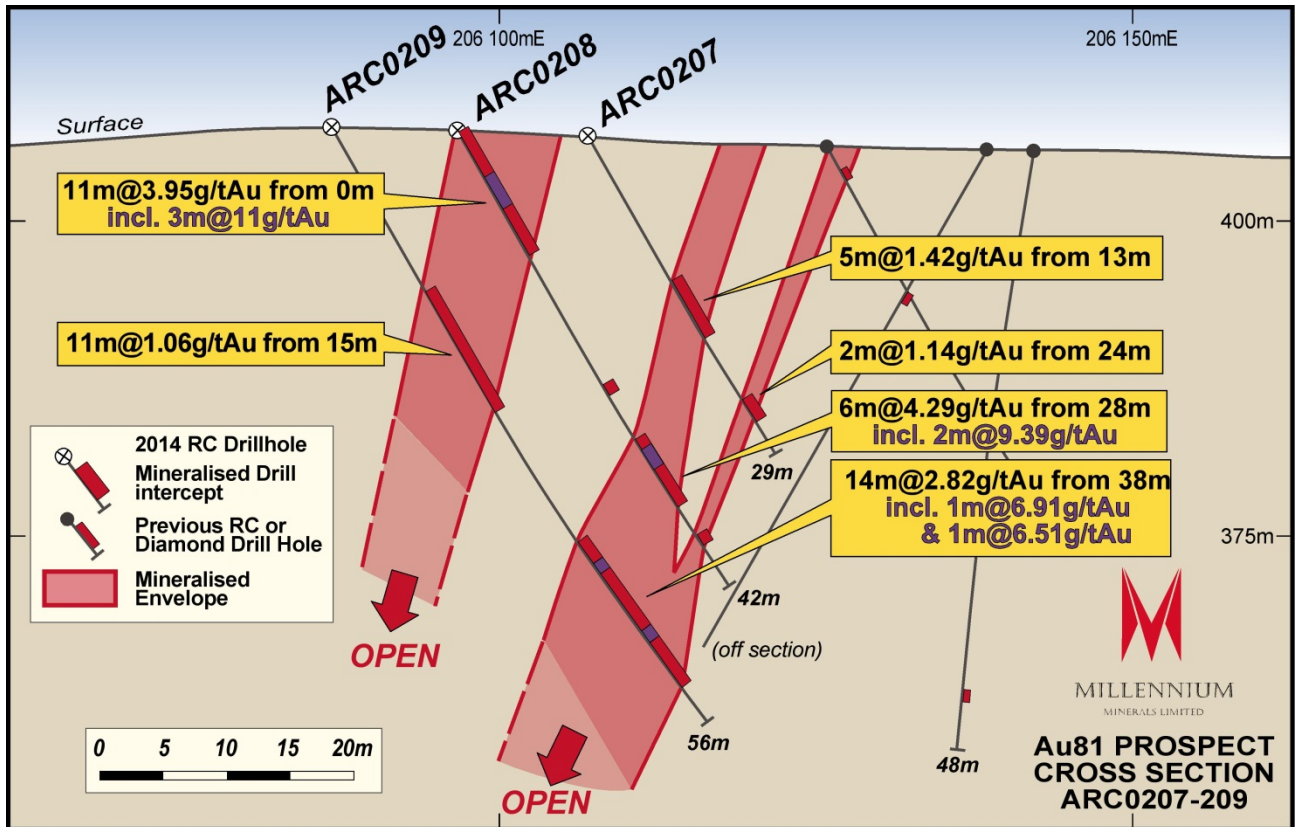 206 100mE
206 150mE
ARC0209
ARC0208
ARC0207
Surface
11m@3.95g/tAu from 0m
incl. 3m@11g/tAu
400m
5m@1.42g/tAu from 13m
11m@1.06g/tAu from 15m
2m@1.14g/tAu from 24m
6m@4.29g/tAu from 28m
incl. 2m@9.39g/tAu
29m
14m@2.82g/tAu from 38m
incl. 1m@6.91g/tAu
& 1m@6.51g/tAu
375m
2014 RC Drillhole
Mineralised Drill
intercept
Previous RC or
Diamond Drill Hole
Mineralised
Envelope
42m
(off section)
OPEN
56m
OPEN
48m
0 5 10 15 20m
MILLENNIUM
MINERALS LIMITED
Au81 PROSPECT
CROSS SECTION
ARC0207-209